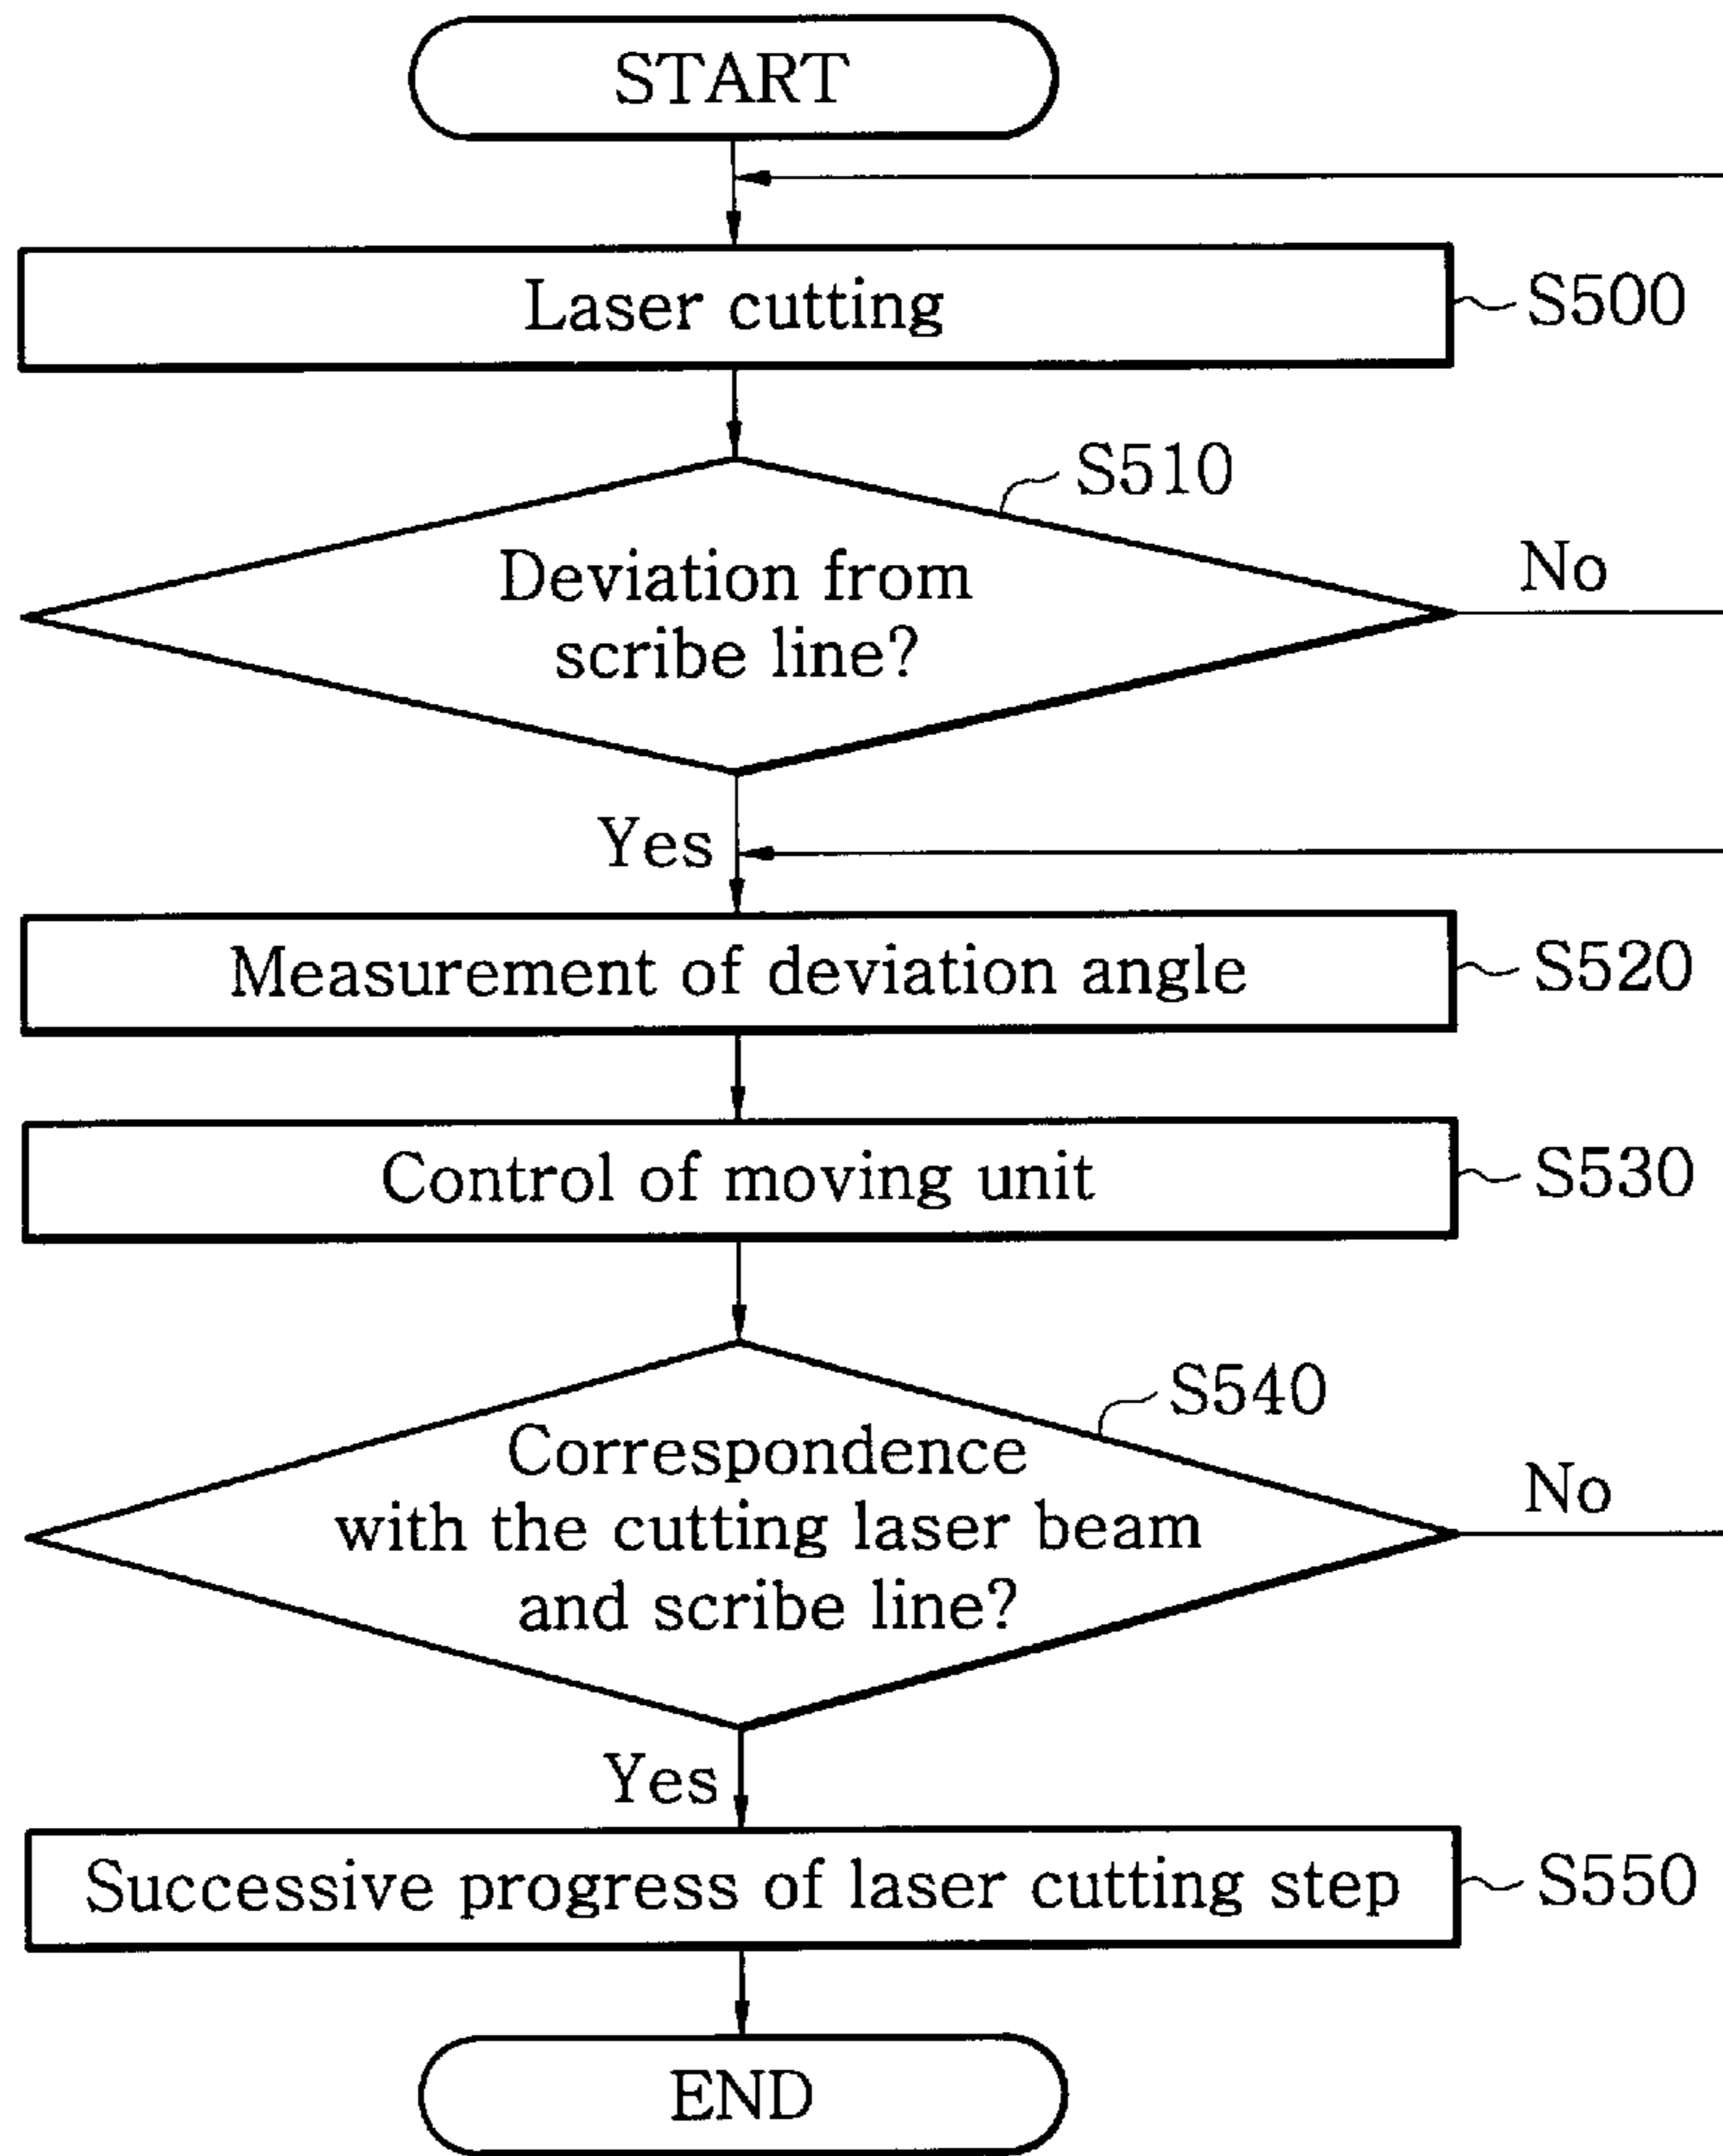 START
Laser cutting
S500
S510
Deviation from
scribe line?
No
Yes
Measurement of deviation angle
S520
Control of moving unit
S530
S540
Correspondence
with the cutting laser beam
and scribe line?
No
Yes
Successive progress of laser cutting step
S550
END